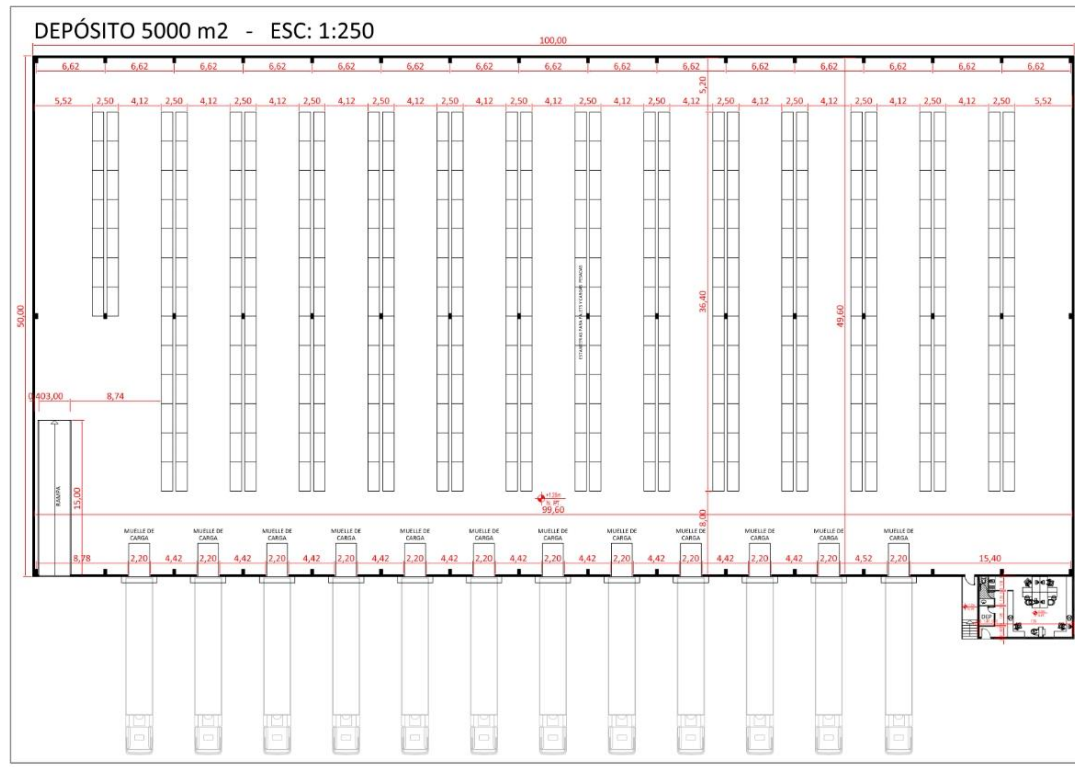 DEPÓSITO 5000 m2 - ESC: 1:250
100,00
6,62 6,62 6,62 6,62 6,62 6,62 6,62 6,62 6,62 6,62 6,62 6,62 6,62 6,62 6,62
5,20
5,52 2,50 4,12 2,50 4,12 2,50 4,12 2,50 4,12 2,50 4,12 2,50 4,12 2,50 4,12 2,50 4,12 2,50 4,12 2,50 4,12 2,50 4,12 2,50 4,12 2,50 4,12 2,50 5,52
50,00
36,40
49,60
3,00 8,74
RAMPA
15,00
99,60
8,00
MUELLE DE CARGA MUELLE DE CARGA MUELLE DE CARGA MUELLE DE CARGA MUELLE DE CARGA MUELLE DE CARGA MUELLE DE CARGA MUELLE DE CARGA MUELLE DE CARGA MUELLE DE CARGA MUELLE DE CARGA MUELLE DE CARGA
8,78 2,20 4,42 2,20 4,42 2,20 4,42 2,20 4,42 2,20 4,42 2,20 4,42 2,20 4,42 2,20 4,42 2,20 4,42 2,20 4,42 2,20 4,52 2,20 15,40